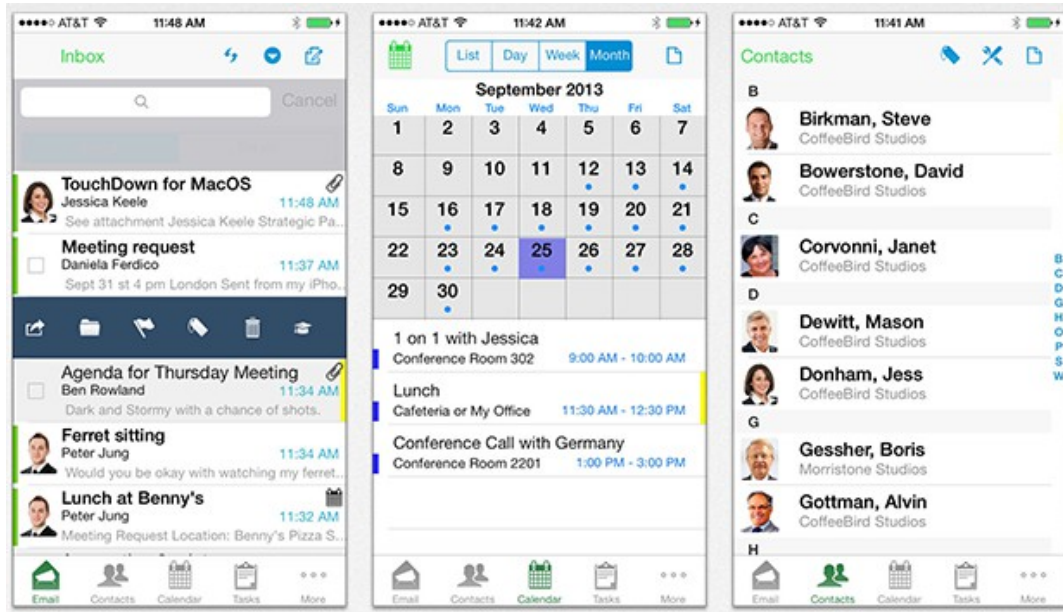 AT&T 11:48 AM
Inbox
Cancel
TouchDown for MacOS
Jessica Keele 11:48 AM
See attachment Jessica Keele Strategic Pa...
Meeting request
Daniela Ferdico 11:37 AM
Sept 31 st 4 pm London Sent from my iPho...
Agenda for Thursday Meeting
Ben Rowland 11:34 AM
Dark and Stormy with a chance of shots.
Ferret sitting
Peter Jung 11:34 AM
Would you be okay with watching my ferret...
Lunch at Benny's
Peter Jung 11:32 AM
Meeting Request Location: Benny's Pizza S...
Email Contacts Calendar Tasks More
AT&T 11:42 AM
List Day Week Month
September 2013
Sun Mon Tue Wed Thu Fri Sat
1 2 3 4 5 6 7
8 9 10 11 12 13 14
15 16 17 18 19 20 21
22 23 24 25 26 27 28
29 30
1 on 1 with Jessica
Conference Room 302 9:00 AM - 10:00 AM
Lunch
Cafeteria or My Office 11:30 AM - 12:30 PM
Conference Call with Germany
Conference Room 2201 1:00 PM - 3:00 PM
Email Contacts Calendar Tasks More
AT&T 11:41 AM
Contacts
B
Birkman, Steve
CoffeeBird Studios
Bowerstone, David
CoffeeBird Studios
C
Corvonni, Janet
CoffeeBird Studios
D
Dewitt, Mason
CoffeeBird Studios
Donham, Jess
CoffeeBird Studios
G
Gessher, Boris
Morristone Studios
Gottman, Alvin
CoffeeBird Studios
H
B
C
D
G
H
O
P
S
W
Email Contacts Calendar Tasks More